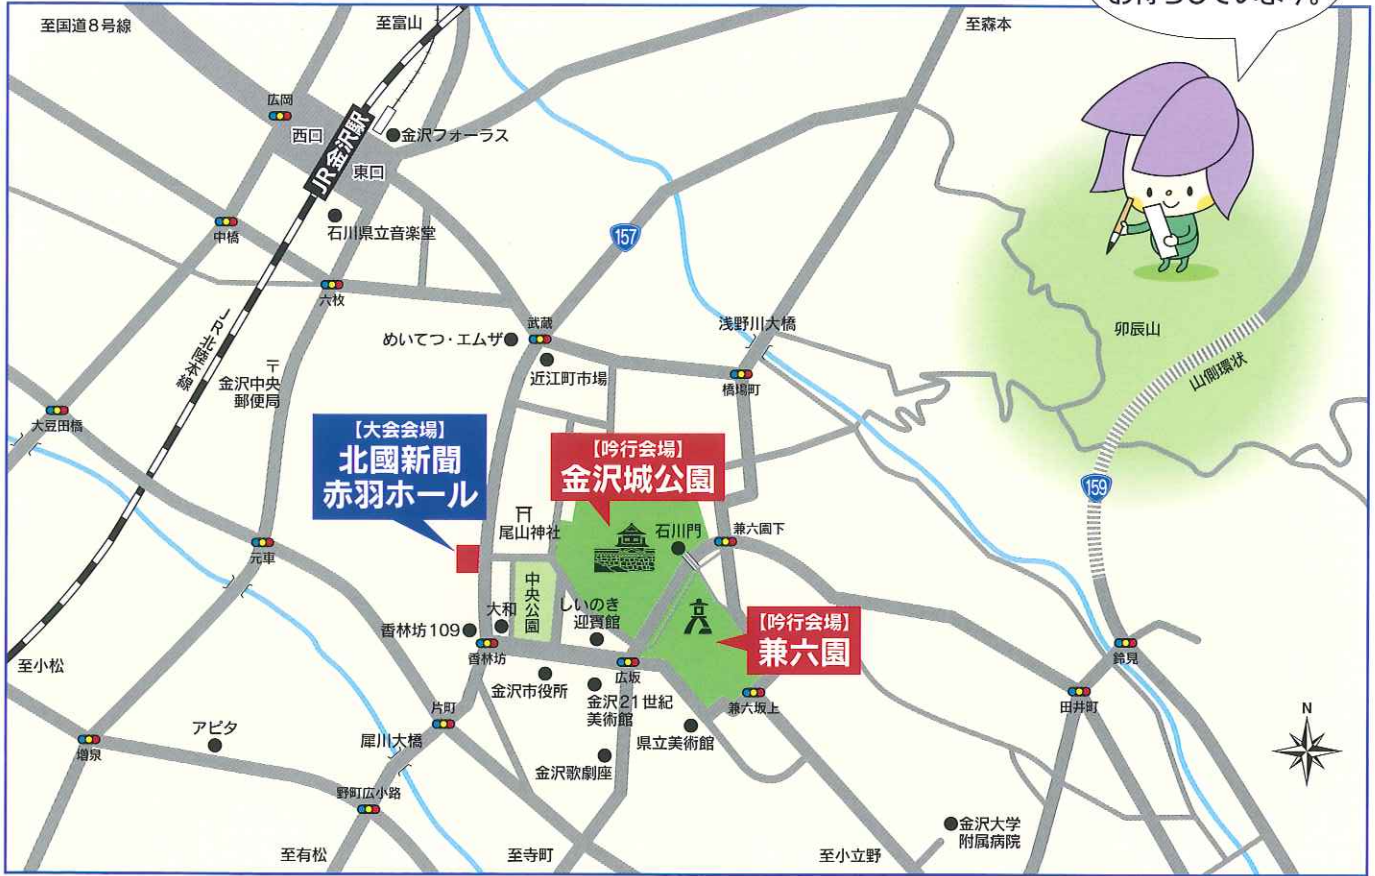 お待ちしています。
至国道8号線
至富山
至森本
広岡
西口
JR金沢駅
金沢フォーラス
東口
石川県立音楽堂
中橋
六枚
157
JR北陸本線
〒
金沢中央
郵便局
めいてつ・エムザ
武蔵
近江町市場
浅野川大橋
橋場町
卯辰山
山側環状
159
大豆田橋
【大会会場】
北國新聞
赤羽ホール
【吟行会場】
金沢城公園
尾山神社
石川門
兼六園下
元車
中央公園
しいのき
迎賓館
大和
香林坊109
香林坊
【吟行会場】
兼六園
至小松
金沢市役所
広坂
金沢21世紀
美術館
兼六坂上
県立美術館
鈴見
田井町
片町
犀川大橋
アピタ
増泉
金沢歌劇座
野町広小路
N
金沢大学
附属病院
至有松
至寺町
至小立野